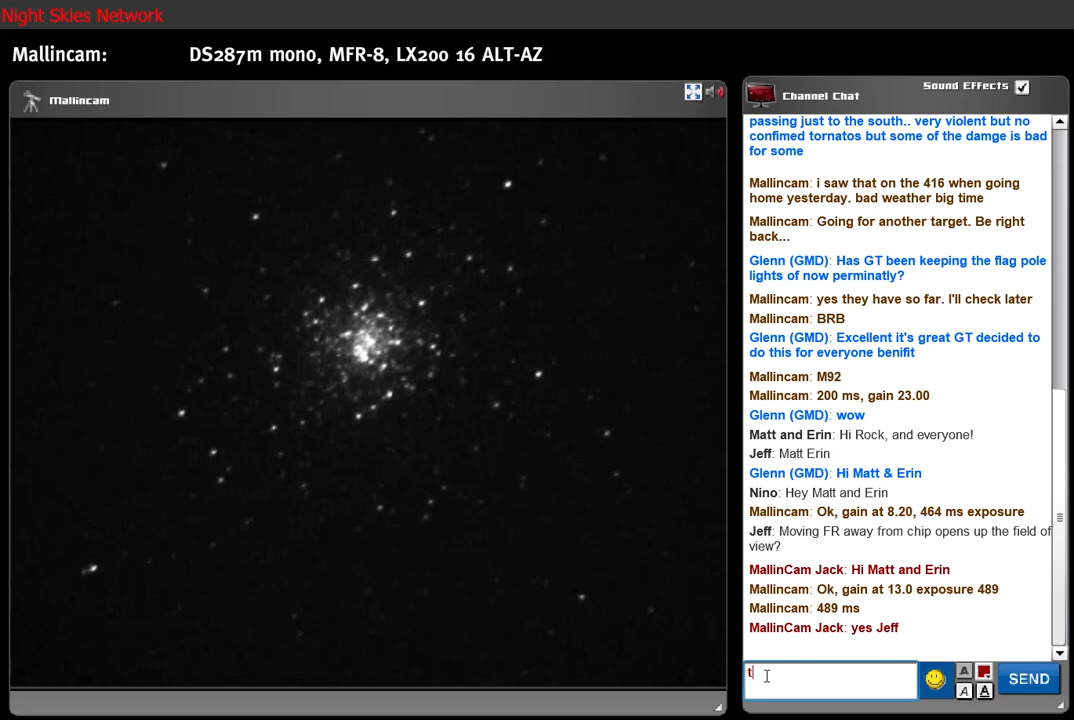 Night Skies Network
Mallincam: DS287m mono, MFR-8, LX200 16 ALT-AZ
Mallincam
Channel Chat
Sound Effects
passing just to the south.. very violent but no
confimed tornatos but some of the damge is bad
for some
Mallincam: i saw that on the 416 when going
home yesterday. bad weather big time
Mallincam: Going for another target. Be right
back...
Glenn (GMD): Has GT been keeping the flag pole
lights of now perminatly?
Mallincam: yes they have so far. I'll check later
Mallincam: BRB
Glenn (GMD): Excellent it's great GT decided to
do this for everyone benifit
Mallincam: M92
Mallincam: 200 ms, gain 23.00
Glenn (GMD): wow
Matt and Erin: Hi Rock, and everyone!
Jeff: Matt Erin
Glenn (GMD): Hi Matt & Erin
Nino: Hey Matt and Erin
Mallincam: Ok, gain at 8.20, 464 ms exposure
Jeff: Moving FR away from chip opens up the field of
view?
MallinCam Jack: Hi Matt and Erin
Mallincam: Ok, gain at 13.0 exposure 489
Mallincam: 489 ms
MallinCam Jack: yes Jeff
t
A
A A
SEND